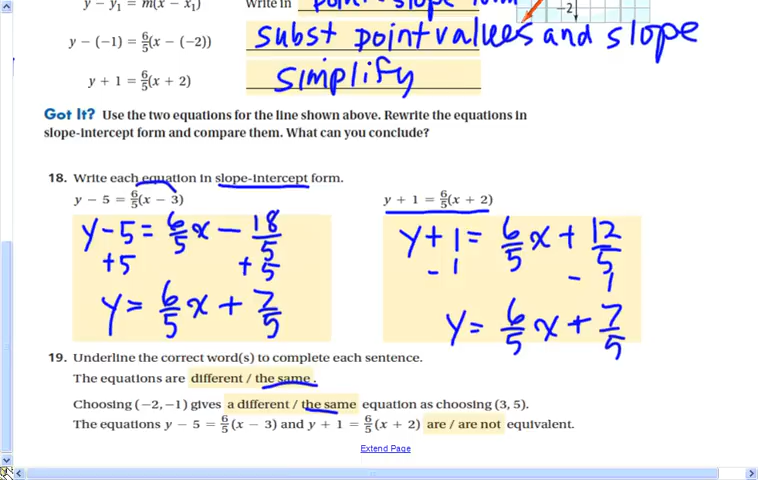 y − y₁ = m(x − x₁)
Write in
point-slope form
−2
y − (−1) = 6/5(x − (−2))
subst point values and slope
y + 1 = 6/5(x + 2)
simplify
Got It? Use the two equations for the line shown above. Rewrite the equations in
slope-intercept form and compare them. What can you conclude?
18. Write each equation in slope-intercept form.
y − 5 = 6/5(x − 3)
y − 5 = 6/5x − 18/5
+5 +5
y = 6/5x + 7/5
y + 1 = 6/5(x + 2)
y + 1 = 6/5x + 12/5
−1 −1
y = 6/5x + 7/5
19. Underline the correct word(s) to complete each sentence.
The equations are different / the same.
Choosing (−2, −1) gives a different / the same equation as choosing (3, 5).
The equations y − 5 = 6/5(x − 3) and y + 1 = 6/5(x + 2) are / are not equivalent.
Extend Page